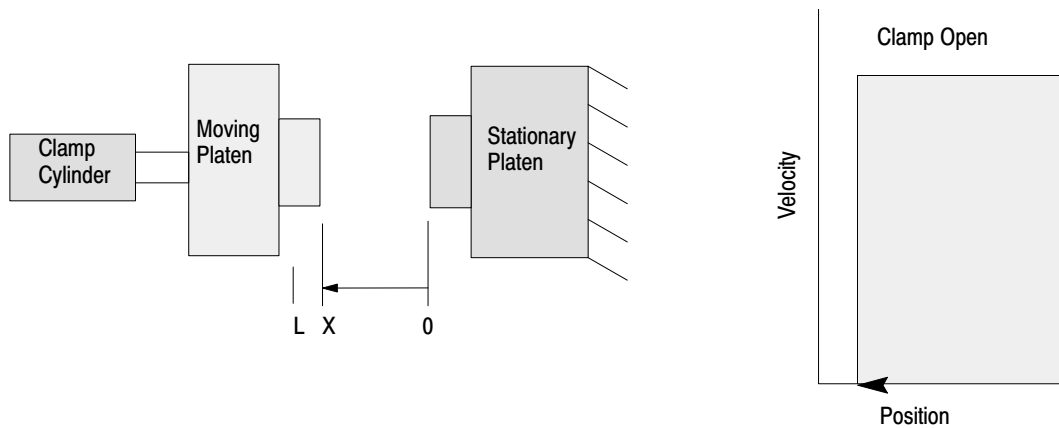 Clamp Open
Moving
Platen
Stationary
Platen
Clamp
Cylinder
Velocity
L X 0
Position